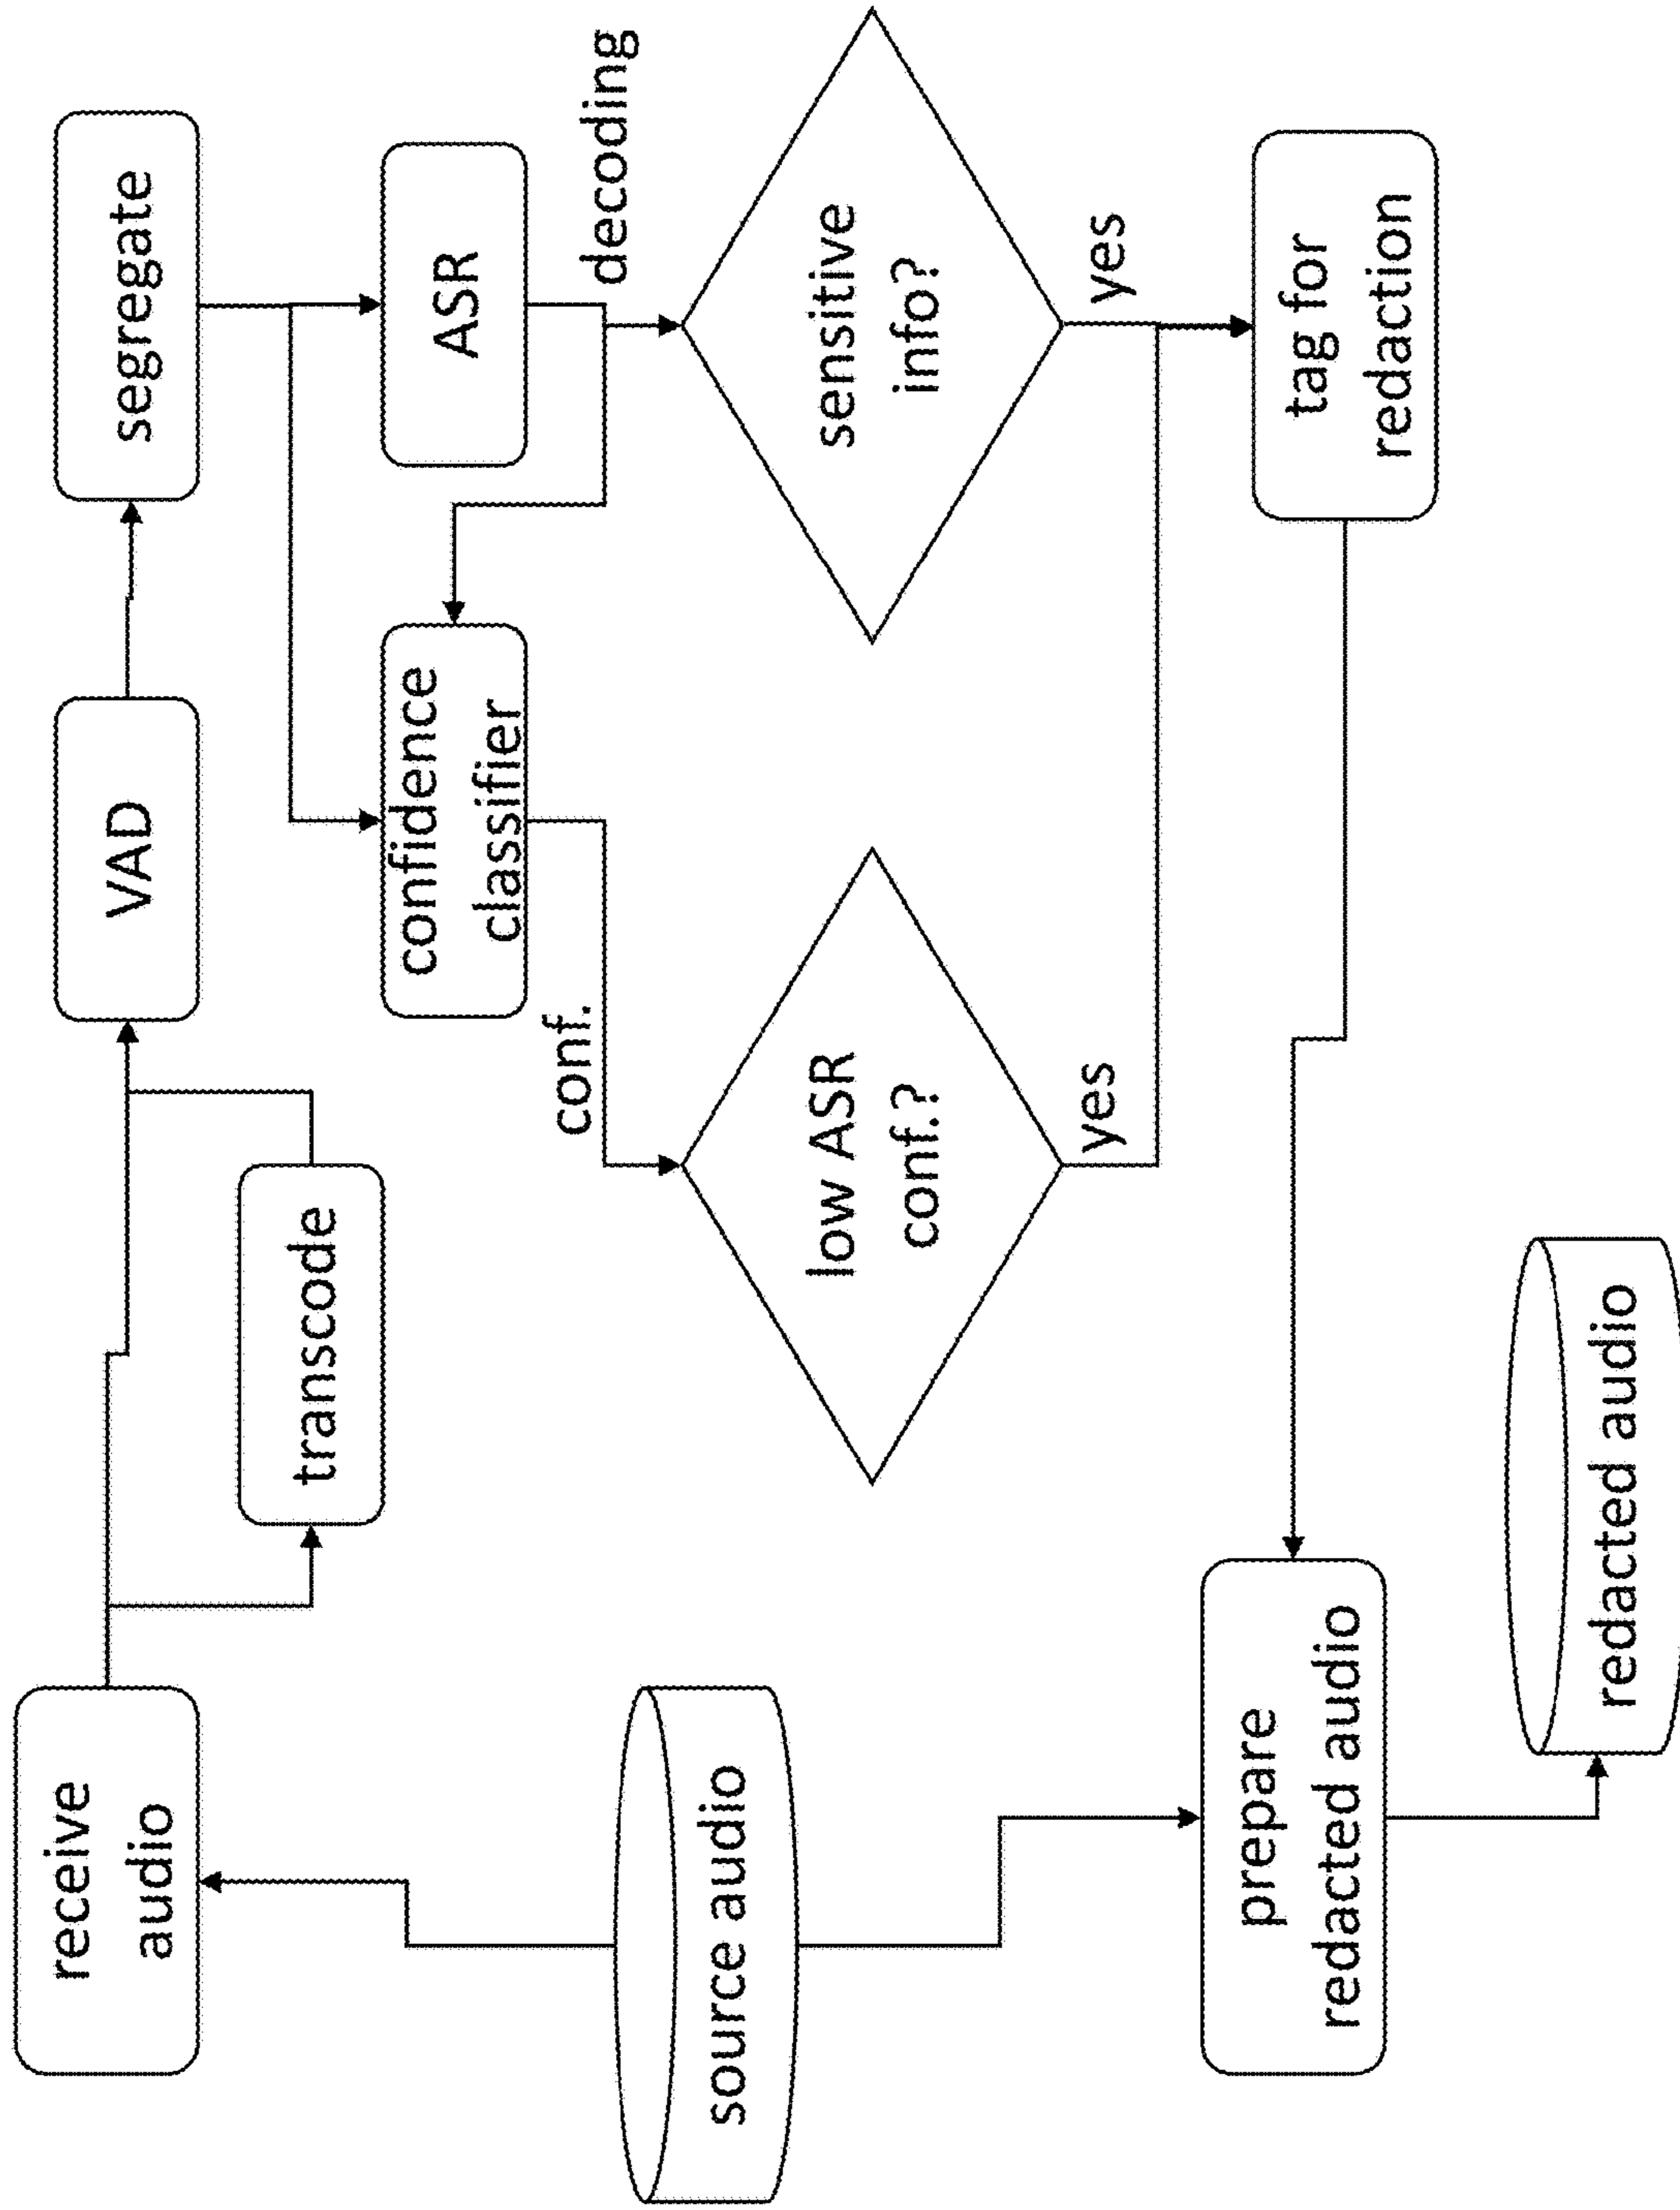 receive
audio
transcode
VAD
segregate
confidence
classifier
ASR
conf.
decoding
source audio
low ASR
conf.?
sensitive
info?
yes
yes
prepare
redacted audio
tag for
redaction
redacted audio